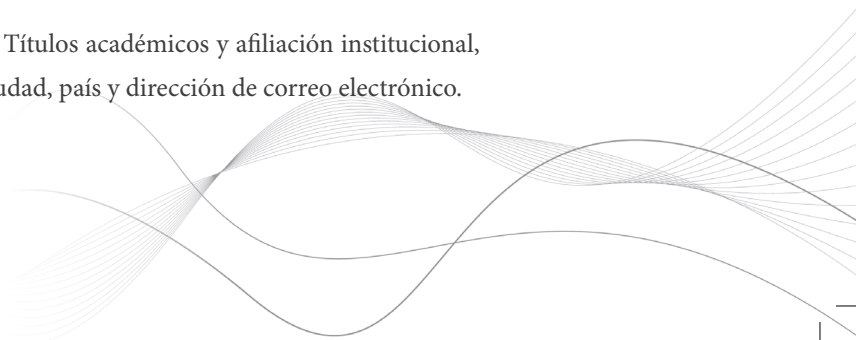 Títulos académicos y afiliación institucional,
udad, país y dirección de correo electrónico.